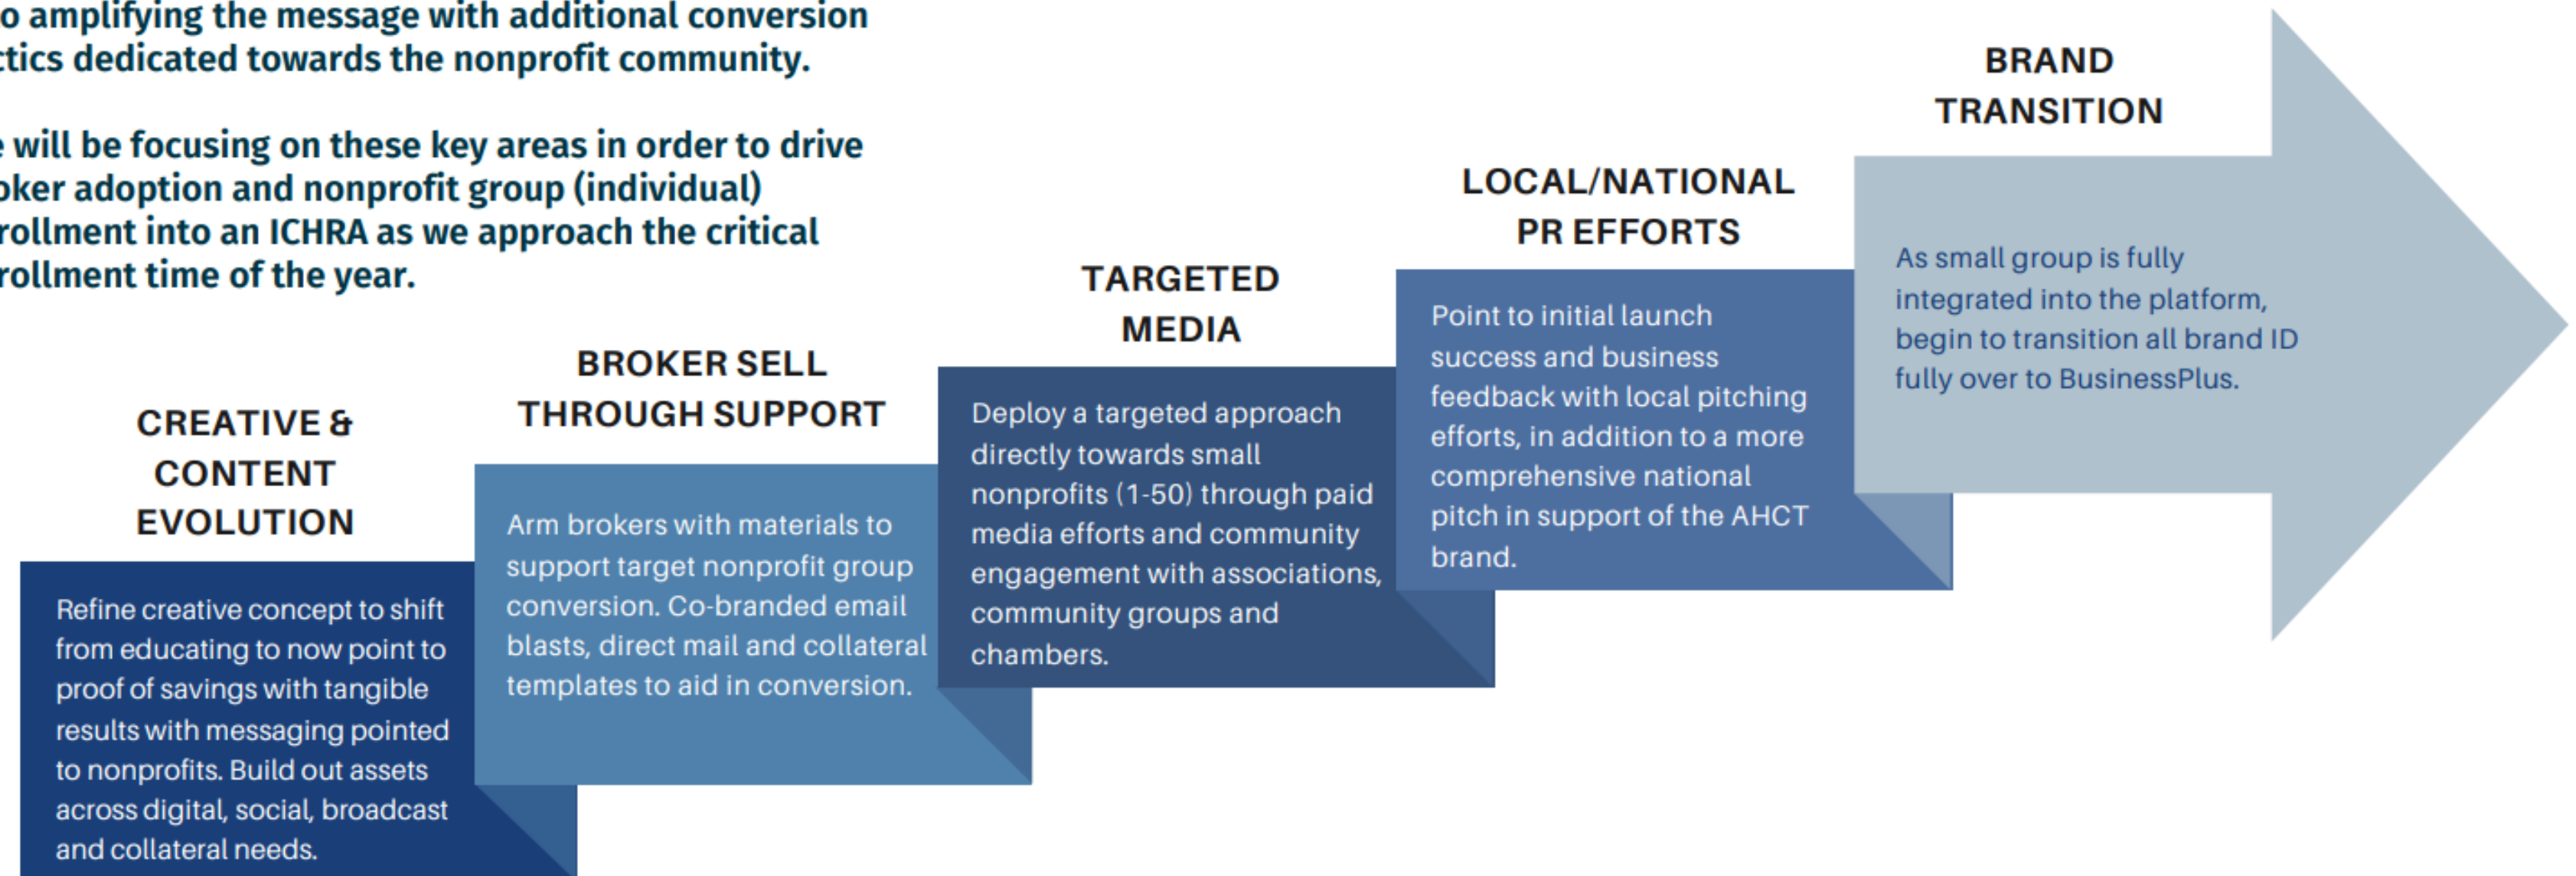 o amplifying the message with additional conversion
ctics dedicated towards the nonprofit community.
e will be focusing on these key areas in order to drive
oker adoption and nonprofit group (individual)
rollment into an ICHRA as we approach the critical
rollment time of the year.
CREATIVE &
CONTENT
EVOLUTION
Refine creative concept to shift
from educating to now point to
proof of savings with tangible
results with messaging pointed
to nonprofits. Build out assets
across digital, social, broadcast
and collateral needs.
BROKER SELL
THROUGH SUPPORT
Arm brokers with materials to
support target nonprofit group
conversion. Co-branded email
blasts, direct mail and collateral
templates to aid in conversion.
TARGETED
MEDIA
Deploy a targeted approach
directly towards small
nonprofits (1-50) through paid
media efforts and community
engagement with associations,
community groups and
chambers.
LOCAL/NATIONAL
PR EFFORTS
Point to initial launch
success and business
feedback with local pitching
efforts, in addition to a more
comprehensive national
pitch in support of the AHCT
brand.
BRAND
TRANSITION
As small group is fully
integrated into the platform,
begin to transition all brand ID
fully over to BusinessPlus.